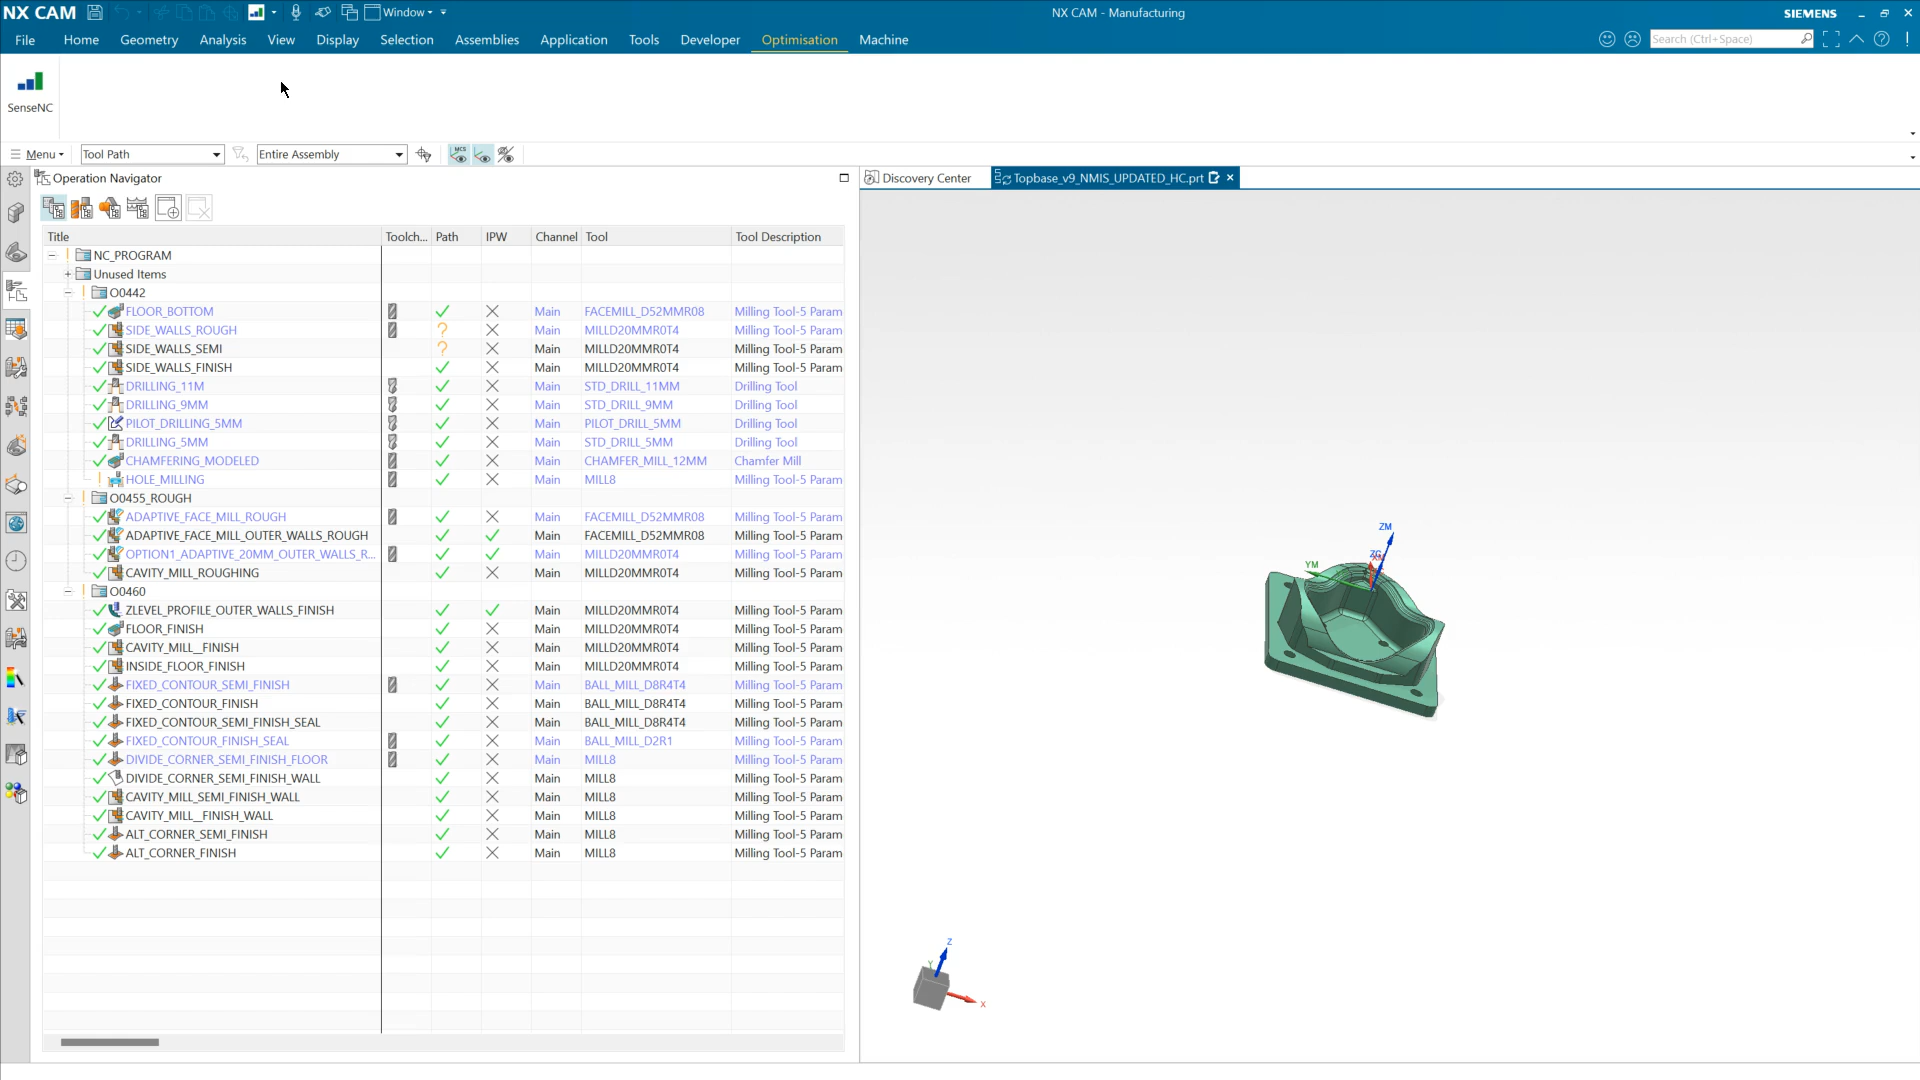 NX CAM Window NX CAM - Manufacturing SIEMENS
File Home Geometry Analysis View Display Selection Assemblies Application Tools Developer Optimisation Machine Search (Ctrl+Space)
SenseNC
Menu Tool Path Entire Assembly
Operation Navigator Discovery Center Topbase_v9_NMIS_UPDATED_HC.prt
Title Toolch... Path IPW Channel Tool Tool Description
NC_PROGRAM
Unused Items
O0442
FLOOR_BOTTOM Main FACEMILL_D52MMR08 Milling Tool-5 Param
SIDE_WALLS_ROUGH ? Main MILLD20MMR0T4 Milling Tool-5 Param
SIDE_WALLS_SEMI ? Main MILLD20MMR0T4 Milling Tool-5 Param
SIDE_WALLS_FINISH Main MILLD20MMR0T4 Milling Tool-5 Param
DRILLING_11M Main STD_DRILL_11MM Drilling Tool
DRILLING_9MM Main STD_DRILL_9MM Drilling Tool
PILOT_DRILLING_5MM Main PILOT_DRILL_5MM Drilling Tool
DRILLING_5MM Main STD_DRILL_5MM Drilling Tool
CHAMFERING_MODELED Main CHAMFER_MILL_12MM Chamfer Mill
HOLE_MILLING Main MILL8 Milling Tool-5 Param
O0455_ROUGH
ADAPTIVE_FACE_MILL_ROUGH Main FACEMILL_D52MMR08 Milling Tool-5 Param
ADAPTIVE_FACE_MILL_OUTER_WALLS_ROUGH Main FACEMILL_D52MMR08 Milling Tool-5 Param
OPTION1_ADAPTIVE_20MM_OUTER_WALLS_R... Main MILLD20MMR0T4 Milling Tool-5 Param
CAVITY_MILL_ROUGHING Main MILLD20MMR0T4 Milling Tool-5 Param
O0460
ZLEVEL_PROFILE_OUTER_WALLS_FINISH Main MILLD20MMR0T4 Milling Tool-5 Param
FLOOR_FINISH Main MILLD20MMR0T4 Milling Tool-5 Param
CAVITY_MILL__FINISH Main MILLD20MMR0T4 Milling Tool-5 Param
INSIDE_FLOOR_FINISH Main MILLD20MMR0T4 Milling Tool-5 Param
FIXED_CONTOUR_SEMI_FINISH Main BALL_MILL_D8R4T4 Milling Tool-5 Param
FIXED_CONTOUR_FINISH Main BALL_MILL_D8R4T4 Milling Tool-5 Param
FIXED_CONTOUR_SEMI_FINISH_SEAL Main BALL_MILL_D8R4T4 Milling Tool-5 Param
FIXED_CONTOUR_FINISH_SEAL Main BALL_MILL_D2R1 Milling Tool-5 Param
DIVIDE_CORNER_SEMI_FINISH_FLOOR Main MILL8 Milling Tool-5 Param
DIVIDE_CORNER_SEMI_FINISH_WALL Main MILL8 Milling Tool-5 Param
CAVITY_MILL_SEMI_FINISH_WALL Main MILL8 Milling Tool-5 Param
CAVITY_MILL__FINISH_WALL Main MILL8 Milling Tool-5 Param
ALT_CORNER_SEMI_FINISH Main MILL8 Milling Tool-5 Param
ALT_CORNER_FINISH Main MILL8 Milling Tool-5 Param
ZM
YM
Z
Y
X